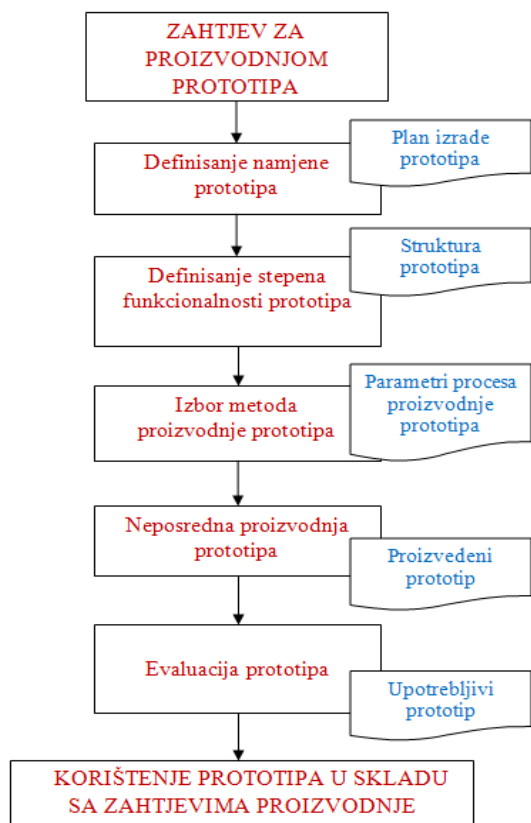 ZAHTJEV ZA
PROIZVODNJOM
PROTOTIPA
Plan izrade
prototipa
Definisanje namjene
prototipa
Struktura
prototipa
Definisanje stepena
funkcionalnosti prototipa
Parametri procesa
proizvodnje
prototipa
Izbor metoda
proizvodnje prototipa
Neposredna proizvodnja
prototipa
Proizvedeni
prototip
Evaluacija prototipa
Upotrebljivi
prototip
KORIŠTENJE PROTOTIPA U SKLADU
SA ZAHTJEVIMA PROIZVODNJE